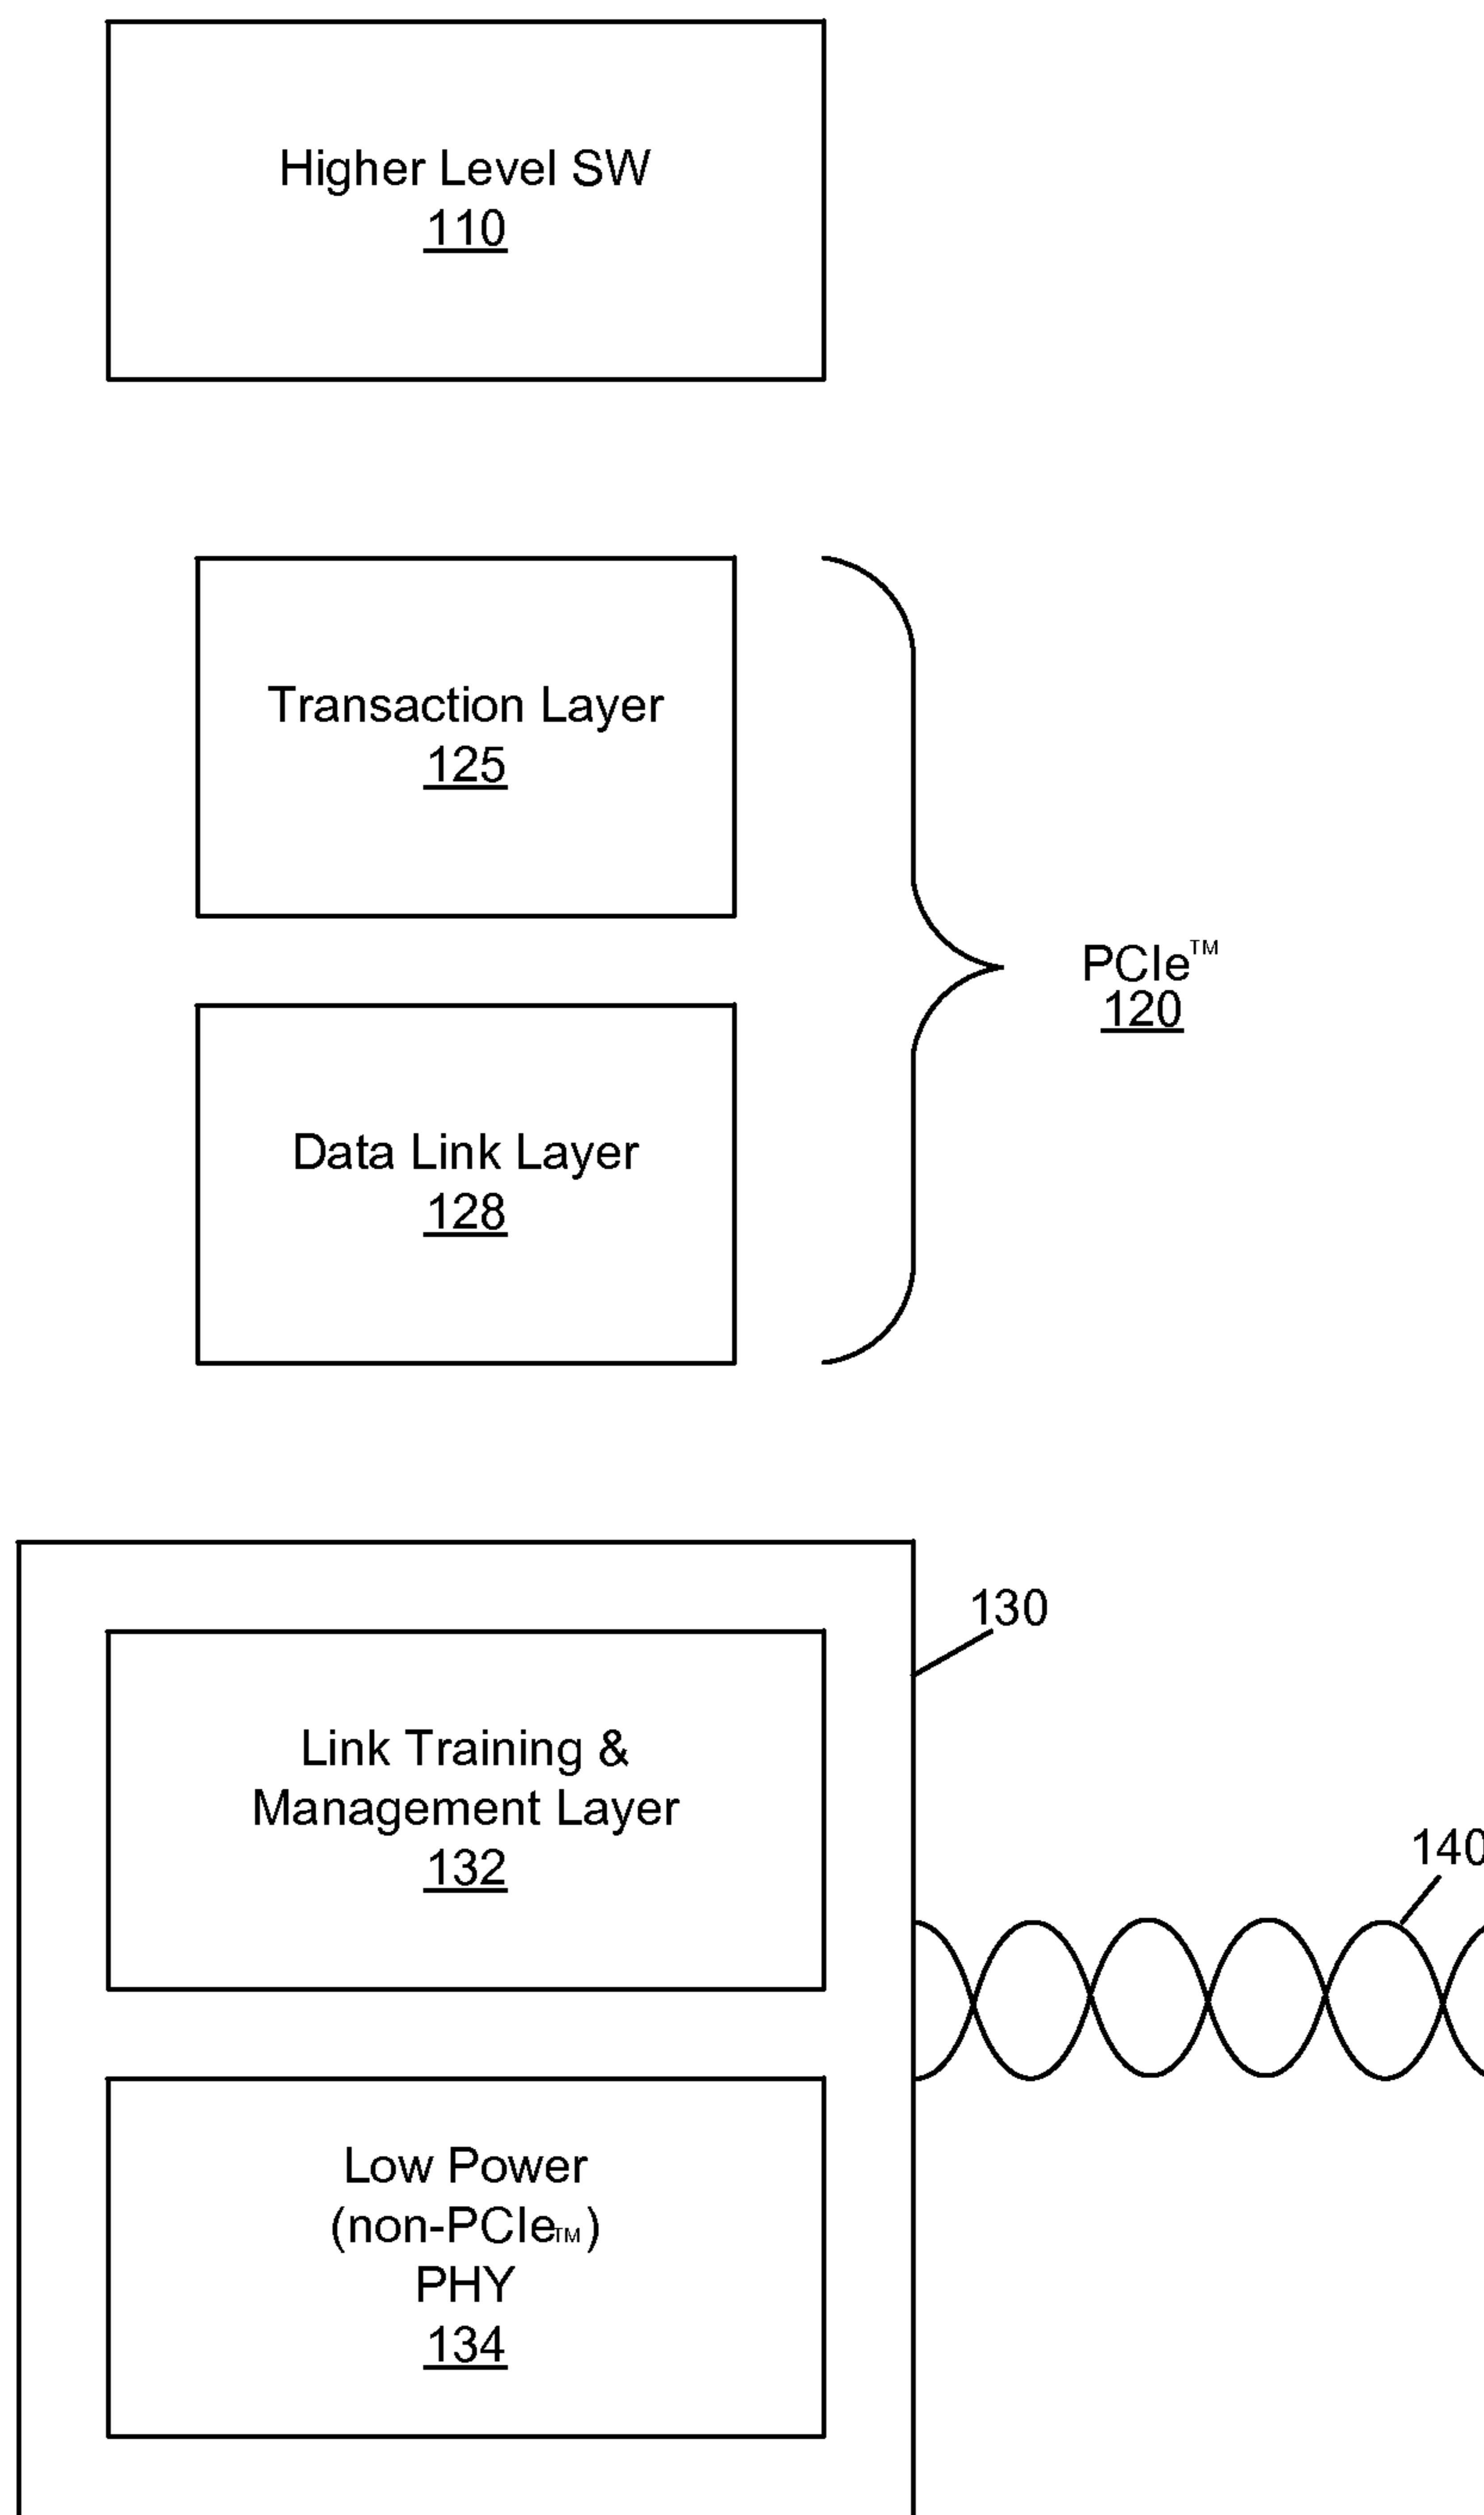 Higher Level SW
110
Transaction Layer
125
PCIe™
120
Data Link Layer
128
130
Link Training &
Management Layer
132
140
Low Power
(non-PCIe™)
PHY
134